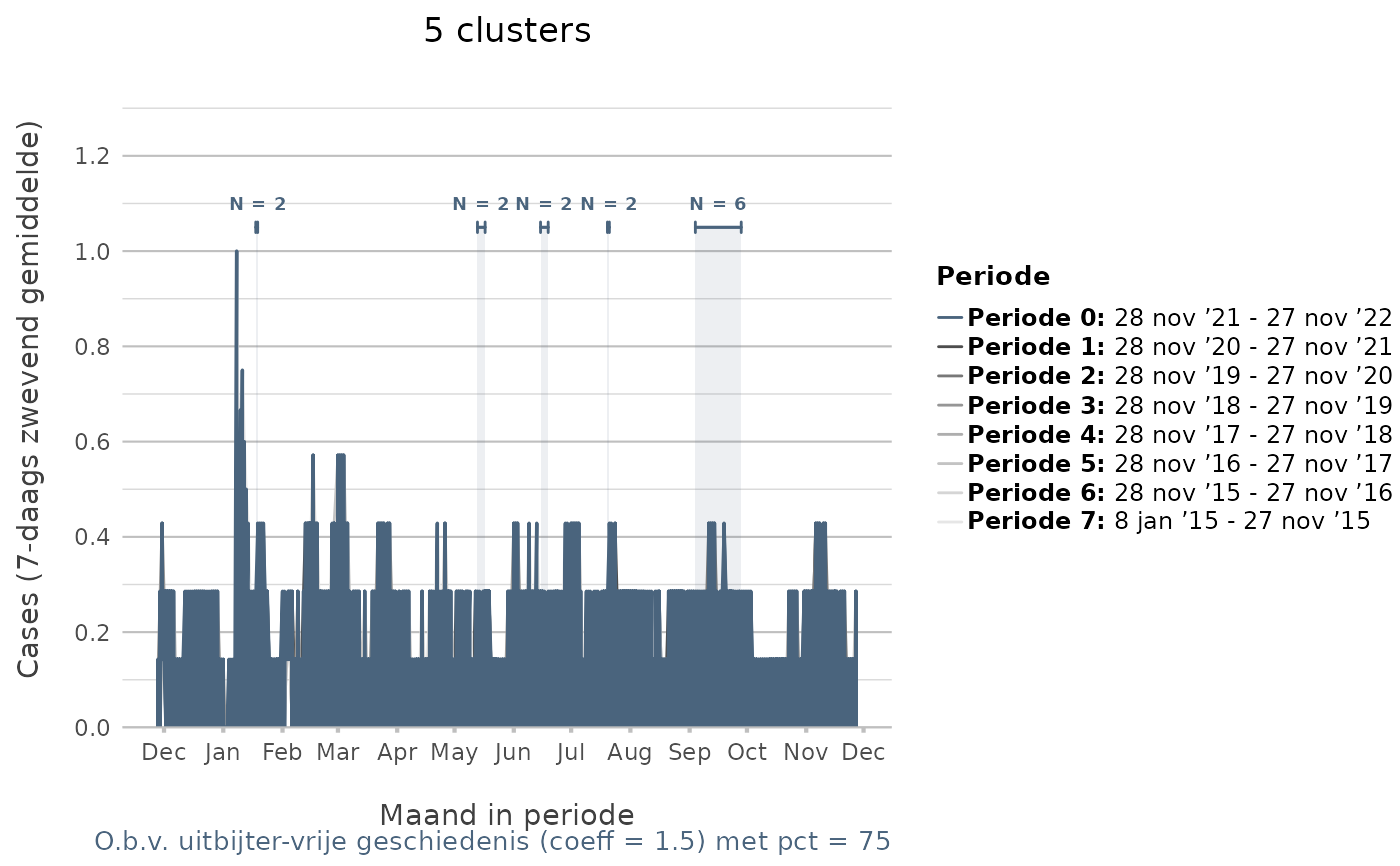 5 clusters
Cases (7-daags zwevend gemiddelde)
1.2
1.0
0.8
0.6
0.4
0.2
0.0
N = 2
N = 2
N = 2
N = 2
N = 6
Dec Jan Feb Mar Apr May Jun Jul Aug Sep Oct Nov Dec
Maand in periode
O.b.v. uitbijter-vrije geschiedenis (coeff = 1.5) met pct = 75
Periode
Periode 0: 28 nov ’21 - 27 nov ’22
Periode 1: 28 nov ’20 - 27 nov ’21
Periode 2: 28 nov ’19 - 27 nov ’20
Periode 3: 28 nov ’18 - 27 nov ’19
Periode 4: 28 nov ’17 - 27 nov ’18
Periode 5: 28 nov ’16 - 27 nov ’17
Periode 6: 28 nov ’15 - 27 nov ’16
Periode 7: 8 jan ’15 - 27 nov ’15